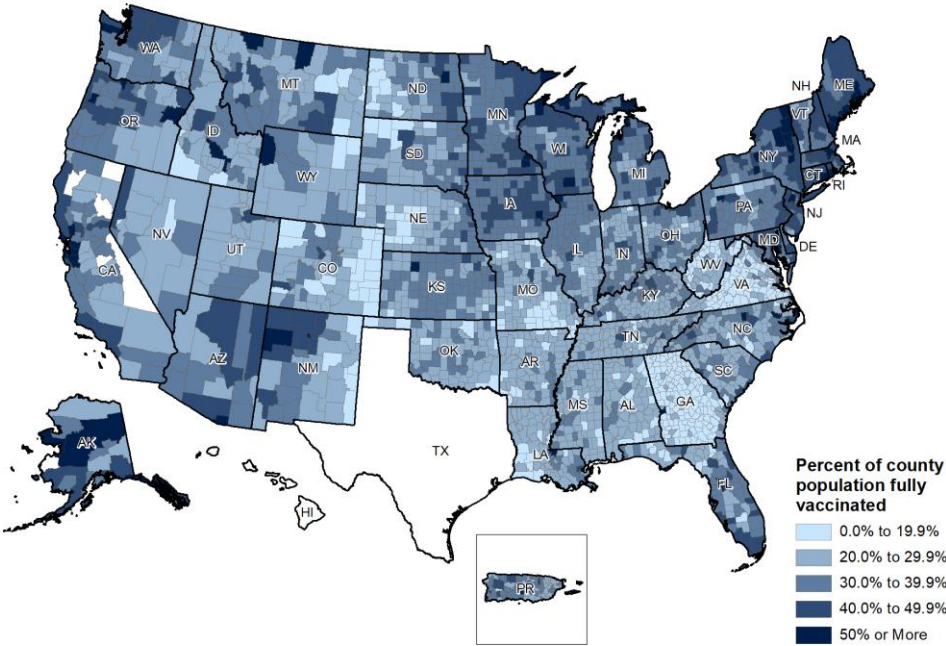 WA
MT
ND
MN
ME
NH
VT
OR
ID
SD
WI
MI
NY
MA
CT
RI
WY
IA
PA
NJ
NE
NV
UT
CO
IL
IN
OH
MD
DE
CA
KS
MO
WV
VA
KY
AZ
NM
OK
AR
TN
NC
SC
MS
AL
GA
AK
TX
LA
FL
HI
PR
Percent of county
population fully
vaccinated
0.0% to 19.9%
20.0% to 29.9%
30.0% to 39.9%
40.0% to 49.9%
50% or More